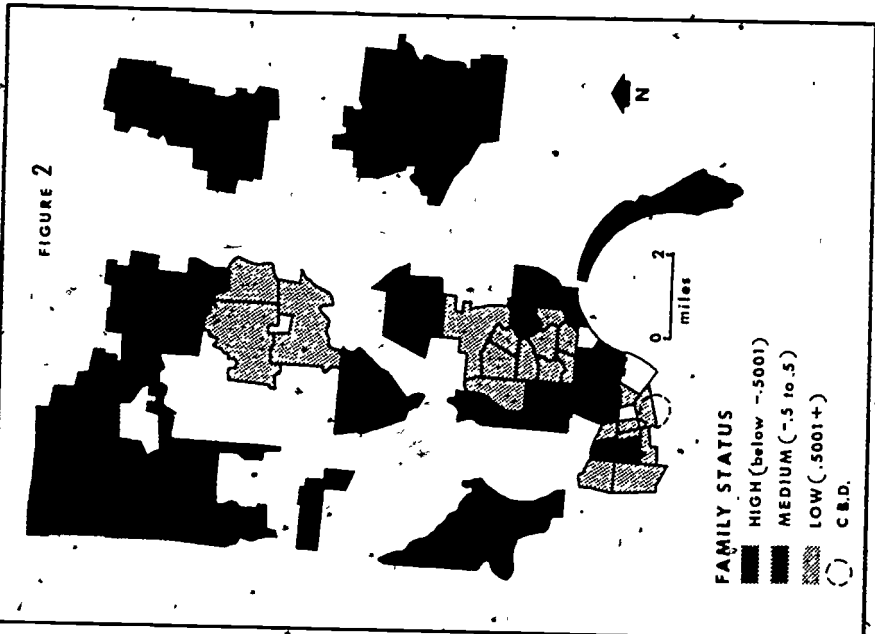 FIGURE 2
N
0 2
miles
FAMILY STATUS
HIGH (below -.5001)
MEDIUM (-.5 to .5)
LOW (.5001+)
C.B.D.